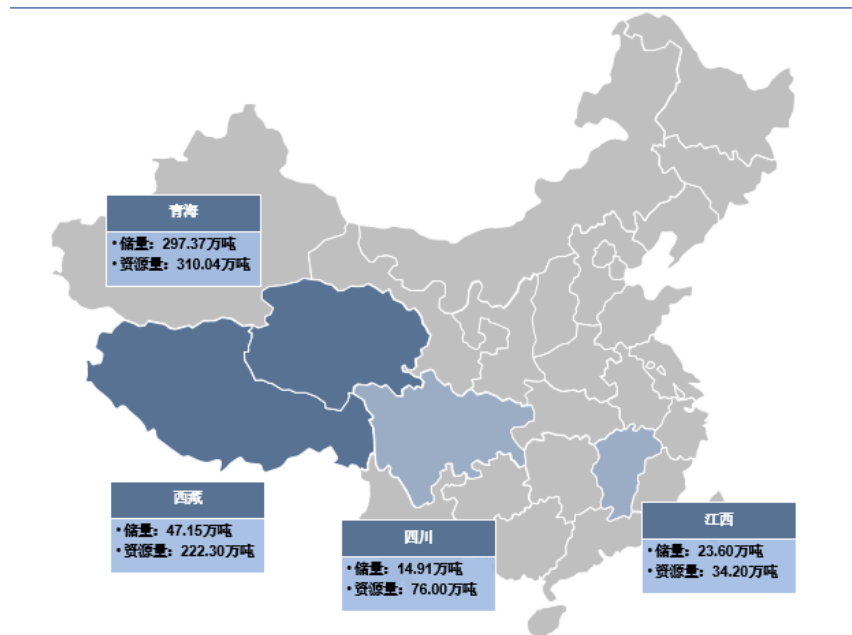 青海
•储量：297.37万吨
•资源量：310.04万吨
西藏
•储量：47.15万吨
•资源量：222.30万吨
四川
•储量：14.91万吨
•资源量：76.00万吨
江西
•储量：23.60万吨
•资源量：34.20万吨